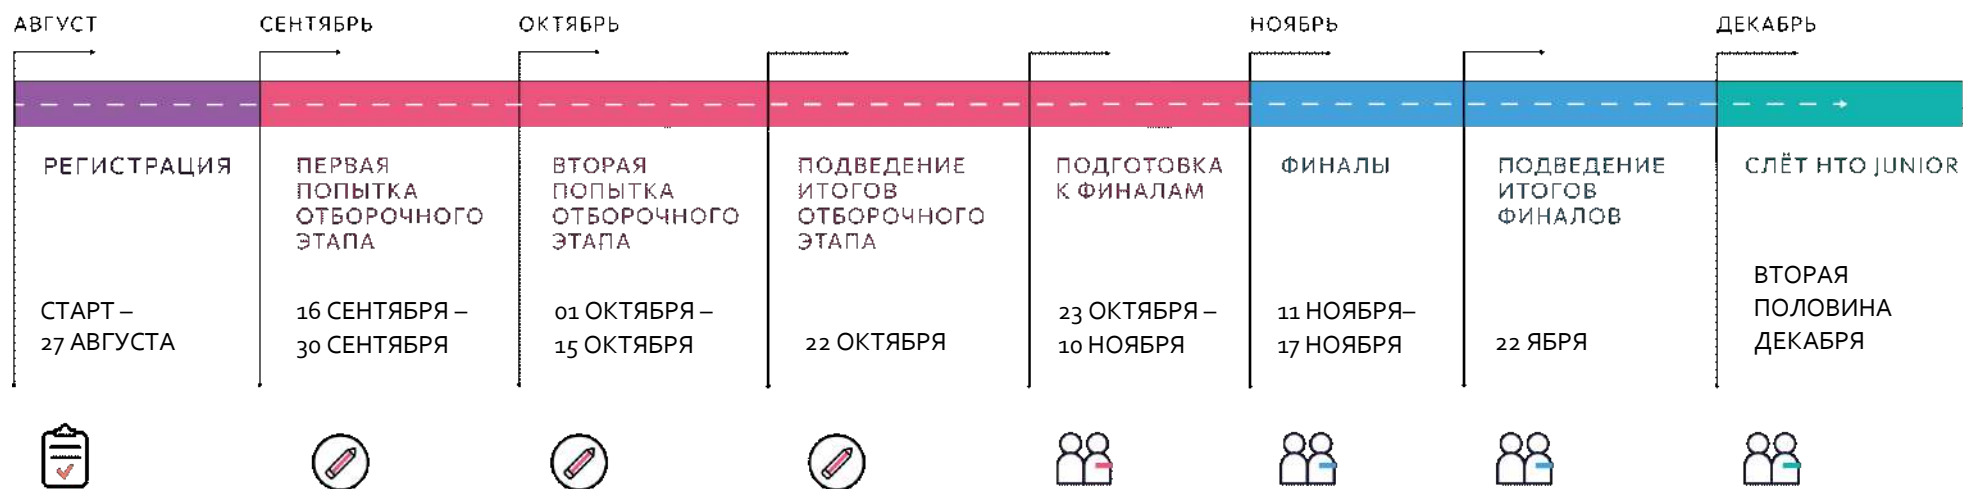 АВГУСТ
СЕНТЯБРЬ
ОКТЯБРЬ
НОЯБРЬ
ДЕКАБРЬ
РЕГИСТРАЦИЯ
СТАРТ –
27 АВГУСТА
ПЕРВАЯ
ПОПЫТКА
ОТБОРОЧНОГО
ЭТАПА
16 СЕНТЯБРЯ –
30 СЕНТЯБРЯ
ВТОРАЯ
ПОПЫТКА
ОТБОРОЧНОГО
ЭТАПА
01 ОКТЯБРЯ –
15 ОКТЯБРЯ
ПОДВЕДЕНИЕ
ИТОГОВ
ОТБОРОЧНОГО
ЭТАПА
22 ОКТЯБРЯ
ПОДГОТОВКА
К ФИНАЛАМ
23 ОКТЯБРЯ –
10 НОЯБРЯ
ФИНАЛЫ
11 НОЯБРЯ–
17 НОЯБРЯ
ПОДВЕДЕНИЕ
ИТОГОВ
ФИНАЛОВ
22 ЯБРЯ
СЛЁТ НТО JUNIOR
ВТОРАЯ
ПОЛОВИНА
ДЕКАБРЯ